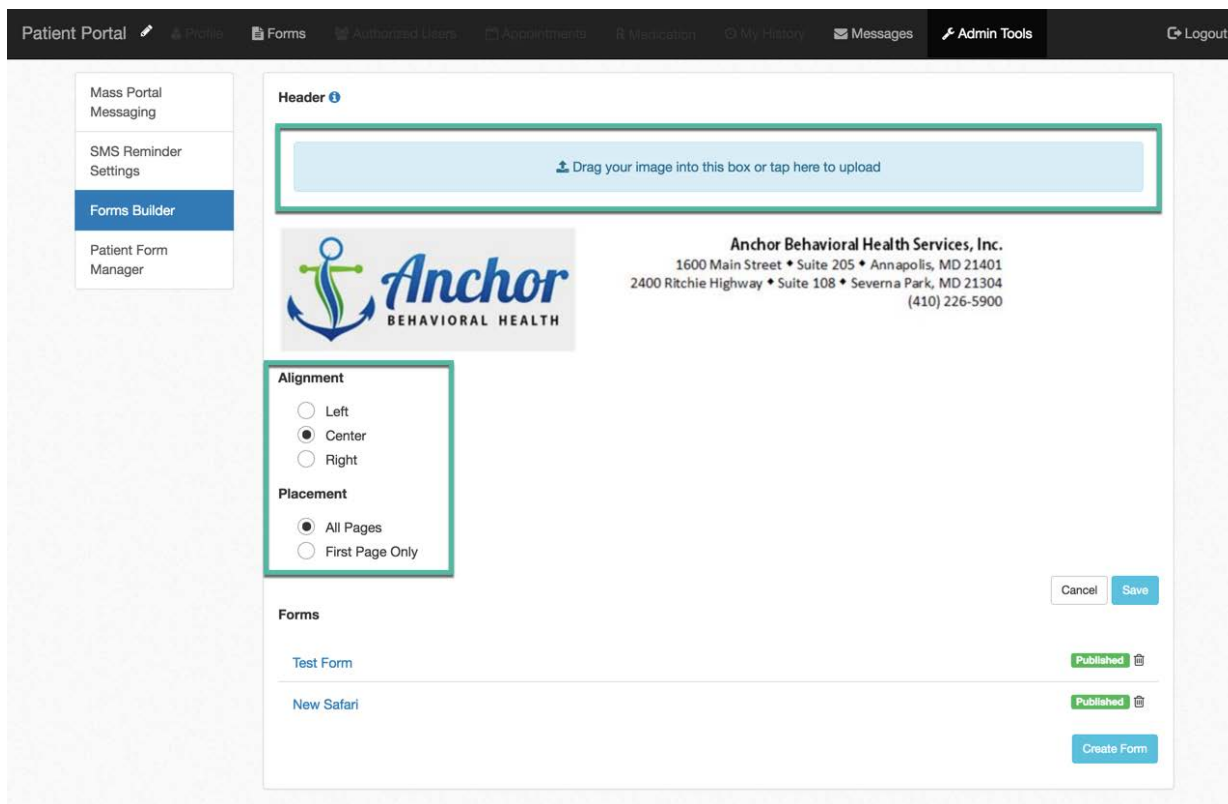 Patient Portal Profile Forms Authorized Users Appointments Medication My History Messages Admin Tools Logout
Mass Portal
Messaging
SMS Reminder
Settings
Forms Builder
Patient Form
Manager
Header
Drag your image into this box or tap here to upload
Anchor
BEHAVIORAL HEALTH
Anchor Behavioral Health Services, Inc.
1600 Main Street ♦ Suite 205 ♦ Annapolis, MD 21401
2400 Ritchie Highway ♦ Suite 108 ♦ Severna Park, MD 21304
(410) 226-5900
Alignment
Left
Center
Right
Placement
All Pages
First Page Only
Cancel Save
Forms
Test Form Published
New Safari Published
Create Form